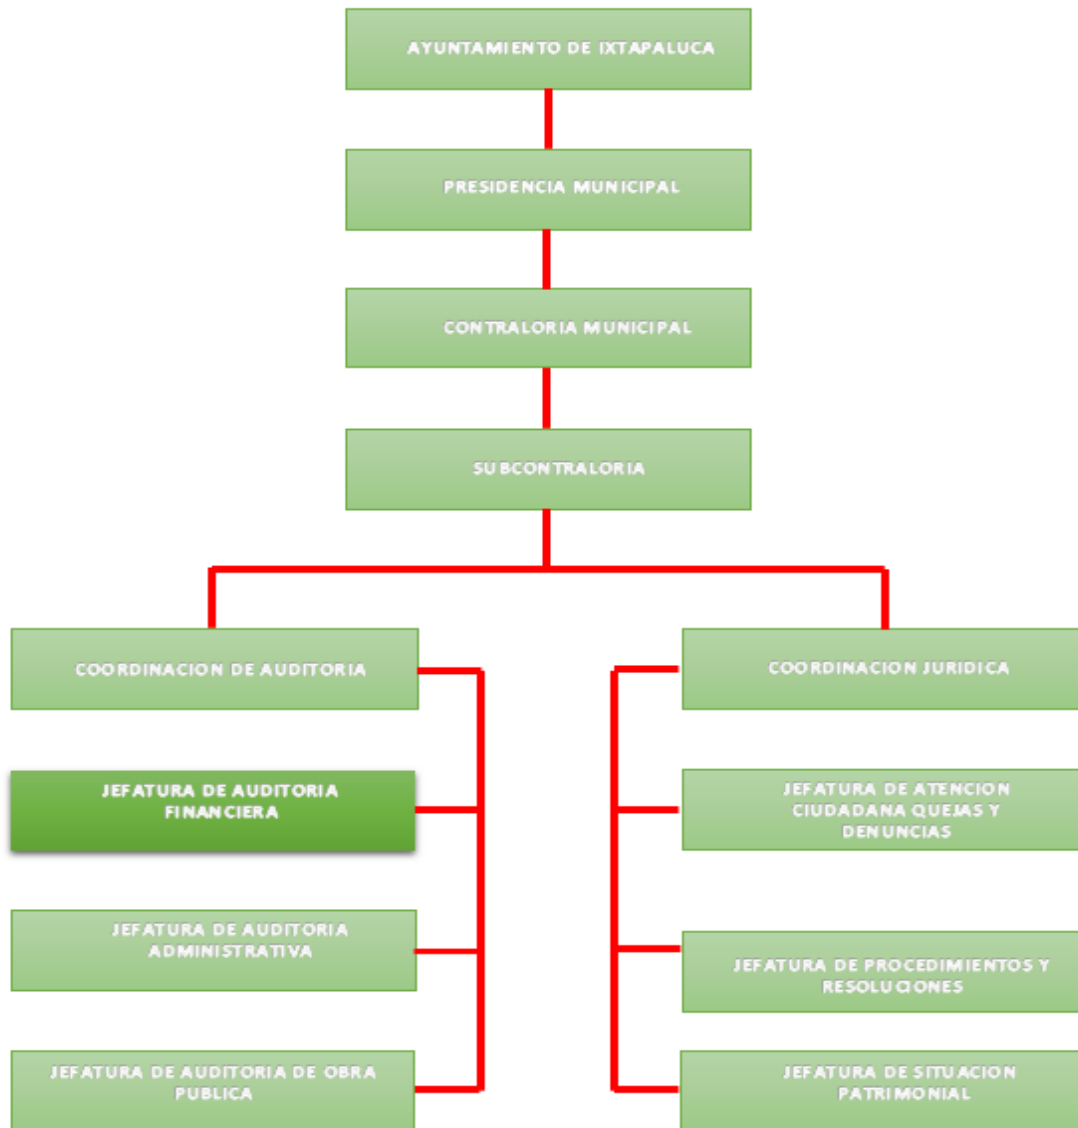 AYUNTAMIENTO DE IXTAPALUCA
PRESIDENCIA MUNICIPAL
CONTRALORIA MUNICIPAL
SUBCONTRALORIA
COORDINACION DE AUDITORIA
COORDINACION JURIDICA
JEFATURA DE AUDITORIA
FINANCIERA
JEFATURA DE ATENCION
CIUDADANA QUEJAS Y
DENUNCIAS
JEFATURA DE AUDITORIA
ADMINISTRATIVA
JEFATURA DE PROCEDIMIENTOS Y
RESOLUCIONES
JEFATURA DE AUDITORIA DE OBRA
PUBLICA
JEFATURA DE SITUACION
PATRIMONIAL